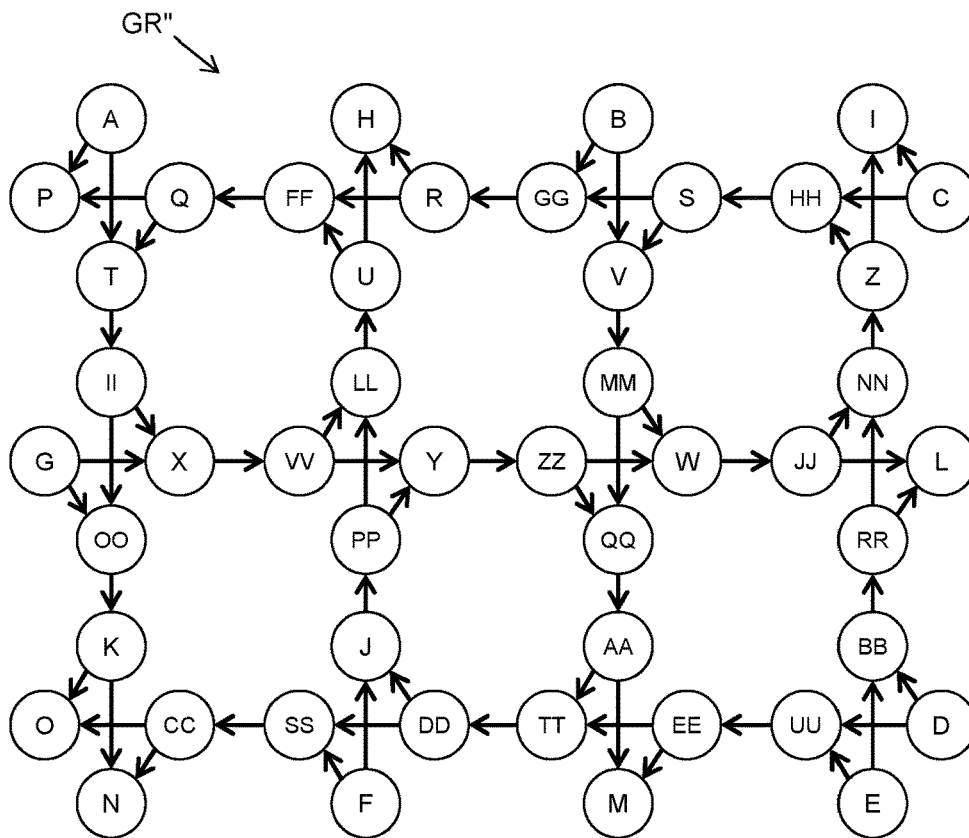 GR"
A H B I
P Q FF R GG S HH C
T U V Z
II LL MM NN
G X VV Y ZZ W JJ L
OO PP QQ RR
K J AA BB
O CC SS DD TT EE UU D
N F M E